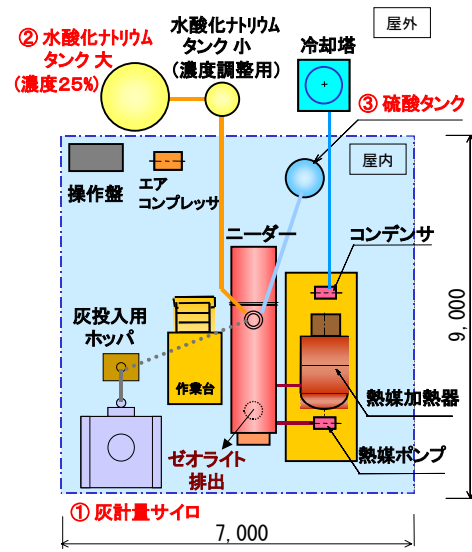 ② 水酸化ナトリウム
タンク 大
(濃度25%)
水酸化ナトリウム
タンク 小
(濃度調整用)
冷却塔
屋外
③ 硫酸タンク
屋内
操作盤
エア
コンプレッサ
ニーダー
コンデンサ
灰投入用
ホッパ
作業台
熱媒加熱器
熱媒ポンプ
ゼオライト
排出
① 灰計量サイロ
7,000
9,000